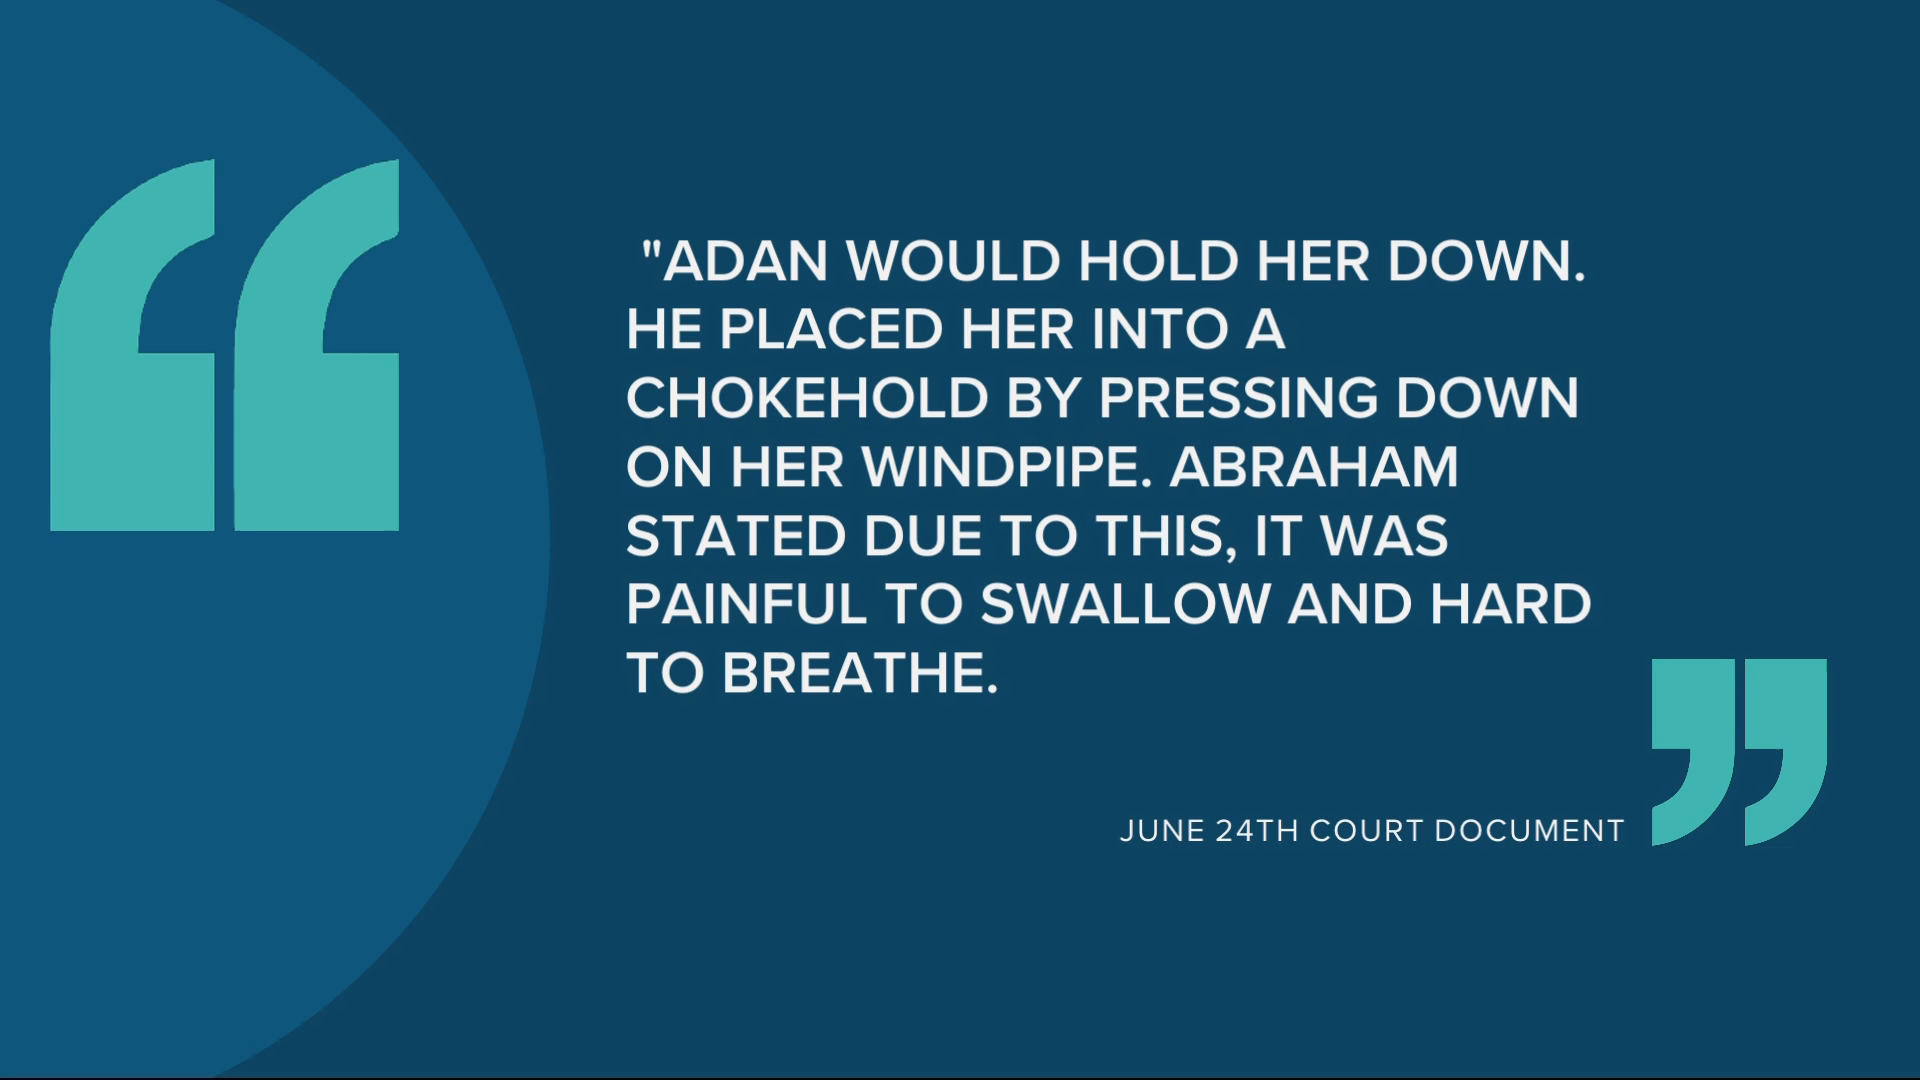 "ADAN WOULD HOLD HER DOWN.
HE PLACED HER INTO A
CHOKEHOLD BY PRESSING DOWN
ON HER WINDPIPE. ABRAHAM
STATED DUE TO THIS, IT WAS
PAINFUL TO SWALLOW AND HARD
TO BREATHE.
JUNE 24TH COURT DOCUMENT